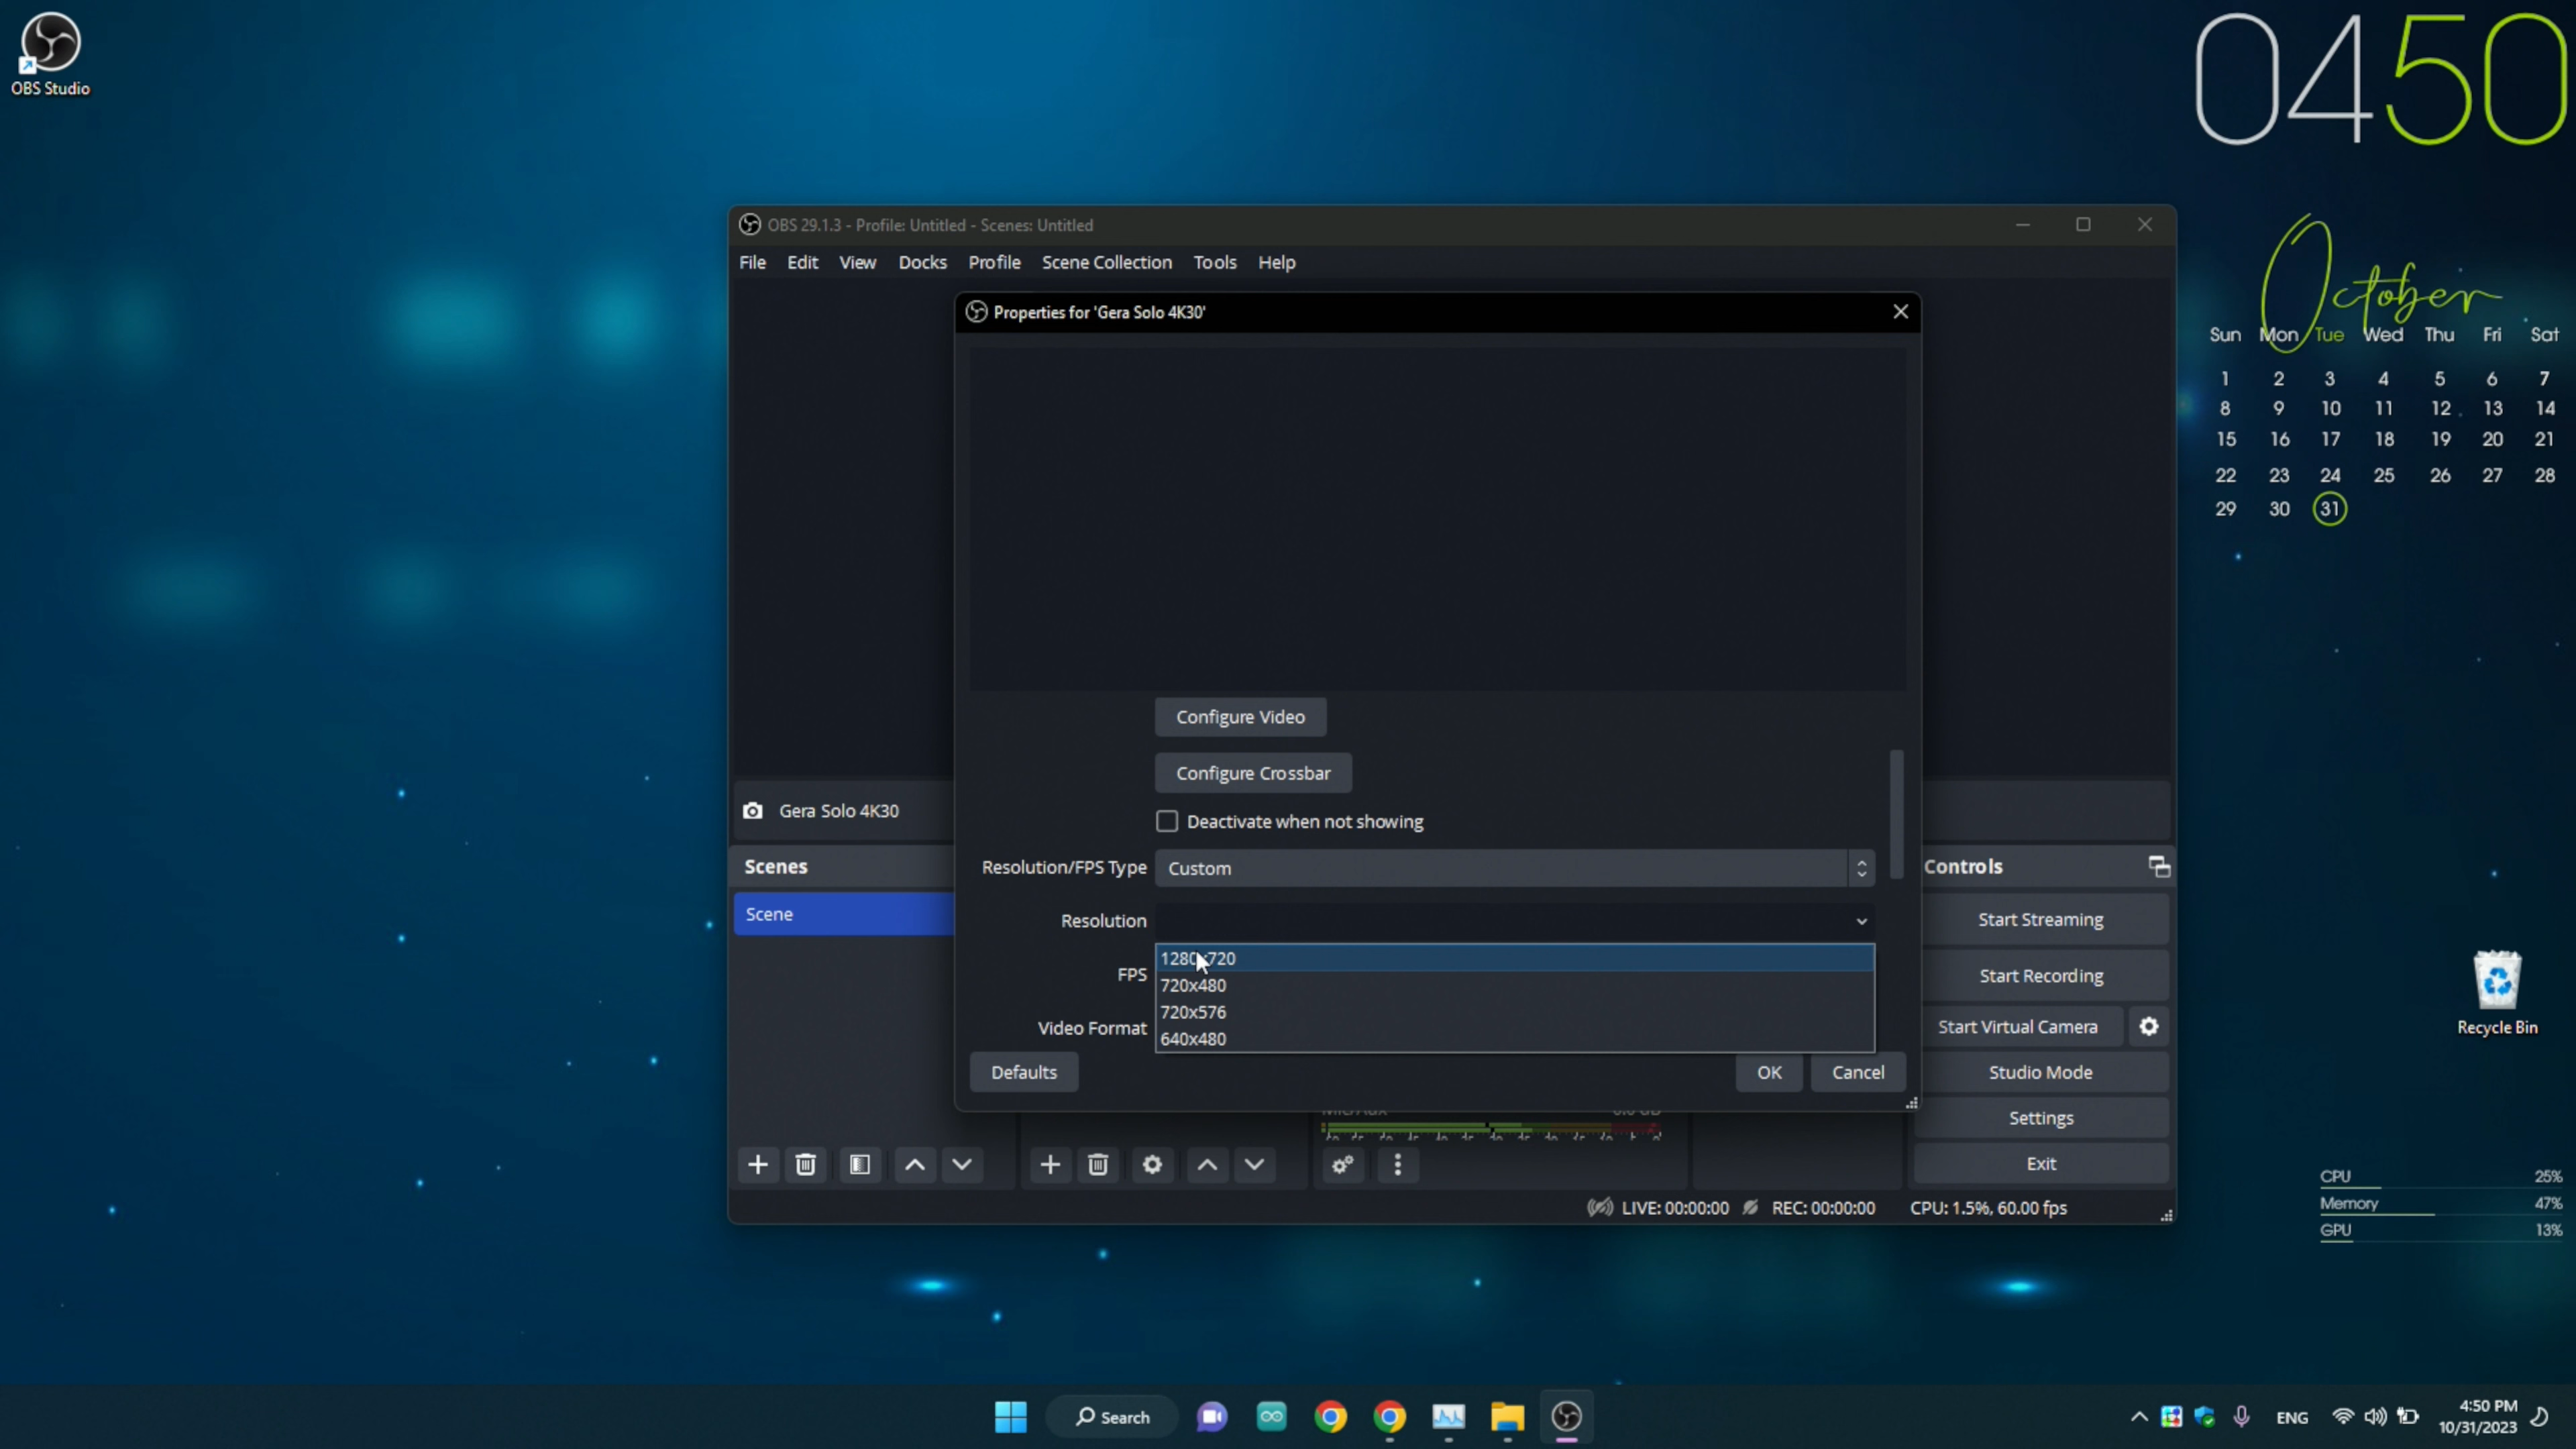 OBS Studio
0450
October
Sun Mon Tue Wed Thu Fri Sat
1 2 3 4 5 6 7
8 9 10 11 12 13 14
15 16 17 18 19 20 21
22 23 24 25 26 27 28
29 30 31
OBS 29.1.3 - Profile: Untitled - Scenes: Untitled
File Edit View Docks Profile Scene Collection Tools Help
Properties for 'Gera Solo 4K30'
Configure Video
Configure Crossbar
Deactivate when not showing
Resolution/FPS Type Custom
Resolution
1280x720
720x480
720x576
640x480
FPS
Video Format
Defaults
OK Cancel
Gera Solo 4K30
Scenes
Scene
Controls
Start Streaming
Start Recording
Start Virtual Camera
Studio Mode
Settings
Exit
LIVE: 00:00:00 REC: 00:00:00 CPU: 1.5%, 60.00 fps
Recycle Bin
CPU 25%
Memory 47%
GPU 13%
Search
ENG
4:50 PM
10/31/2023